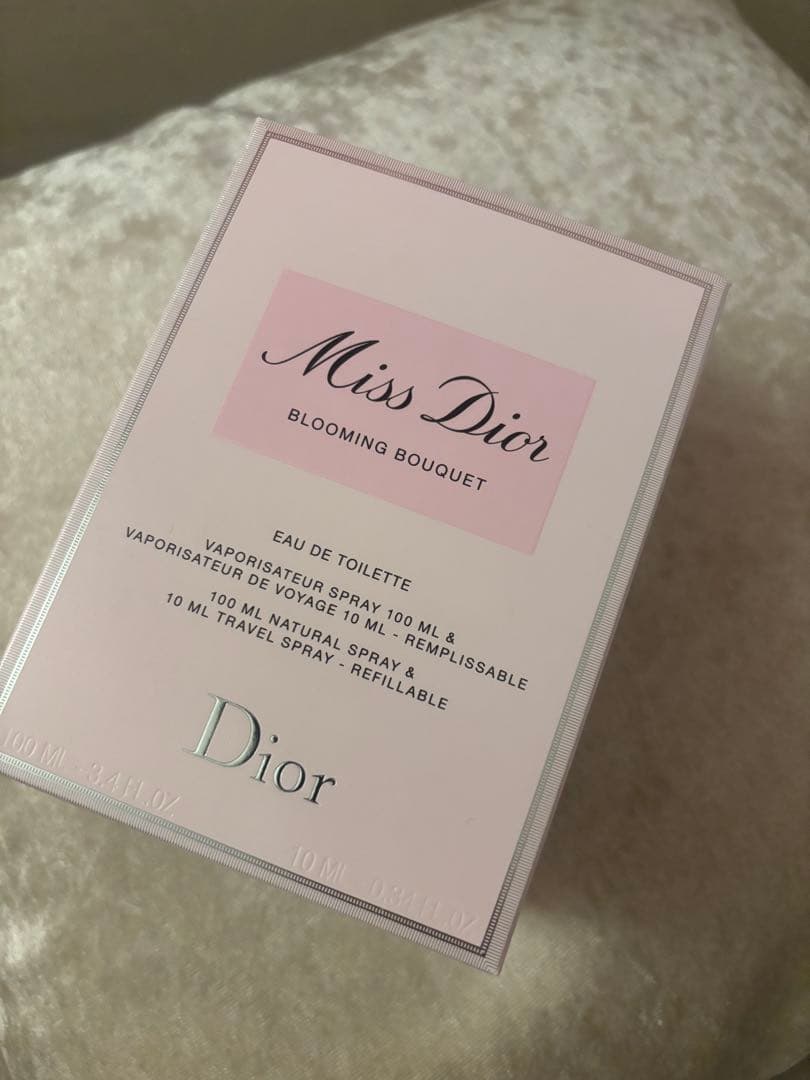 Miss Dior
BLOOMING BOUQUET
EAU DE TOILETTE
VAPORISATEUR SPRAY 100 ML &
VAPORISATEUR DE VOYAGE 10 ML - REMPLISSABLE
100 ML NATURAL SPRAY &
10 ML TRAVEL SPRAY - REFILLABLE
Dior
100 ML - 3.4 FL.OZ
10 ML - 0.34 FL.OZ